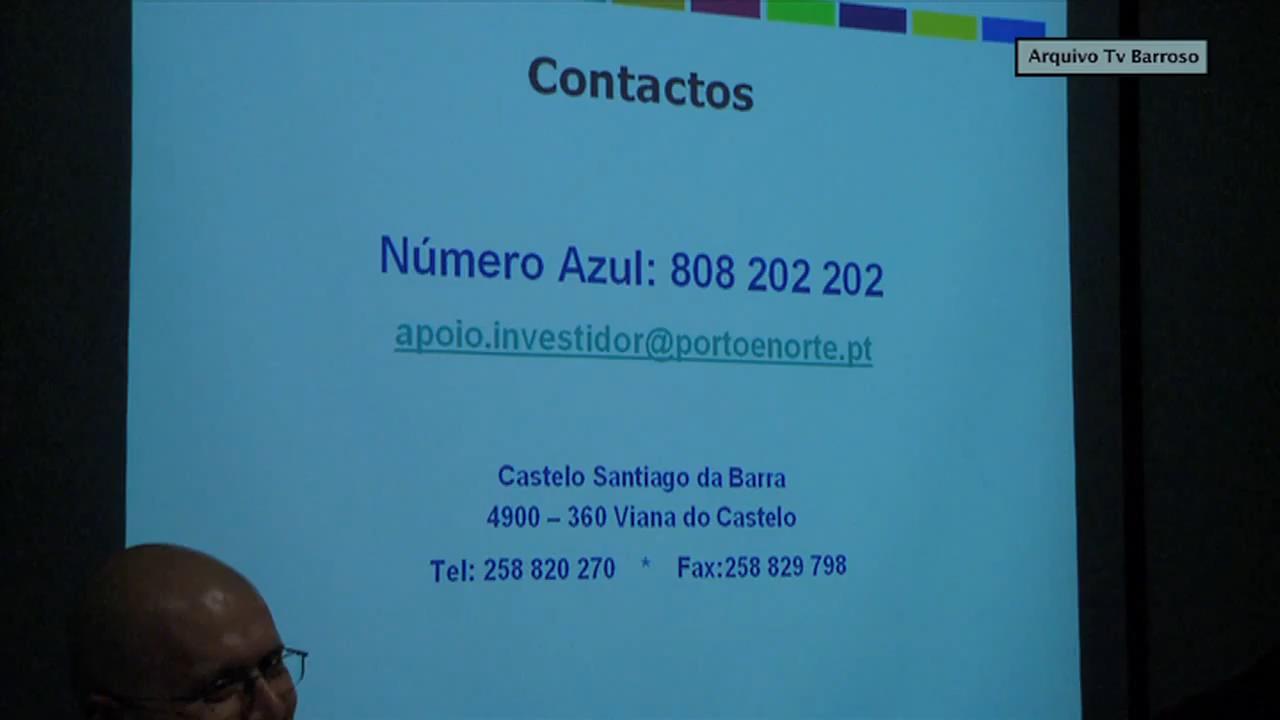 Arquivo Tv Barroso
Contactos
Número Azul: 808 202 202
apoio.investidor@portoenorte.pt
Castelo Santiago da Barra
4900 – 360 Viana do Castelo
Tel: 258 820 270 * Fax:258 829 798